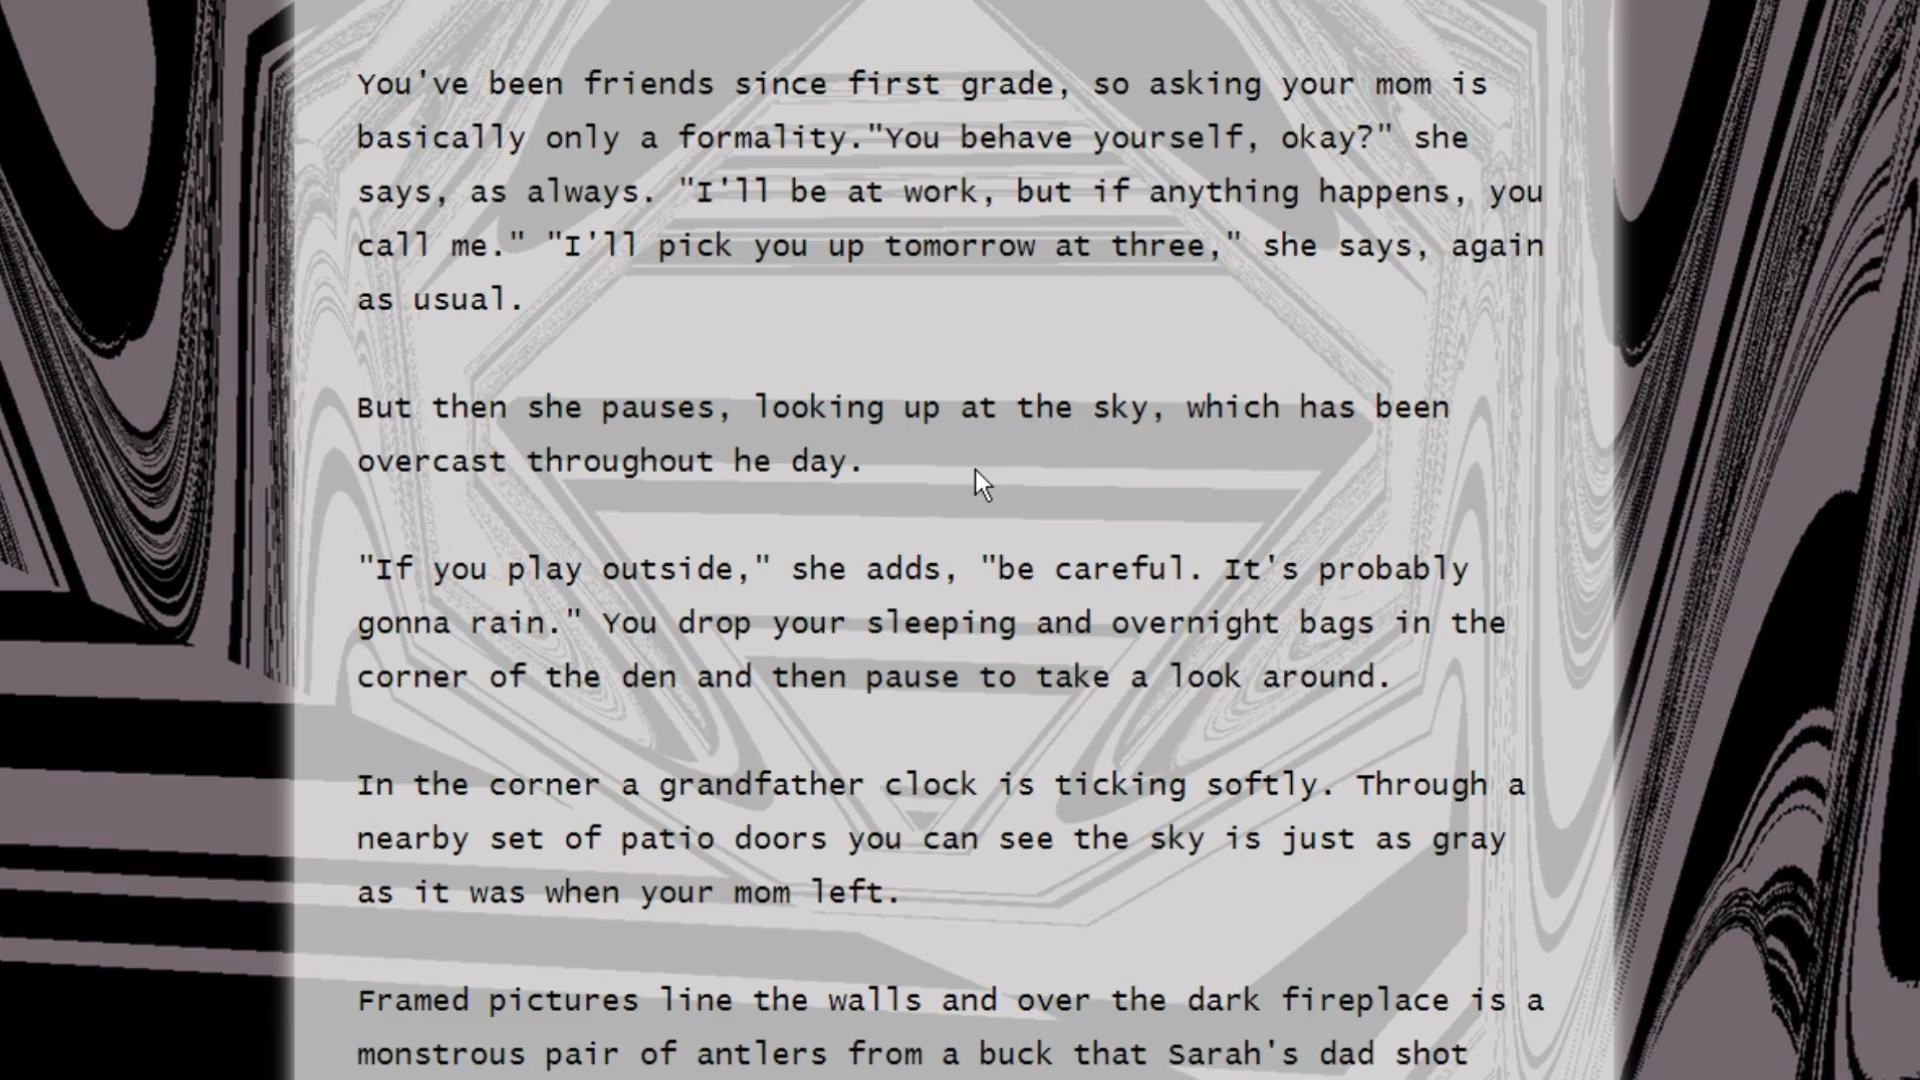 You've been friends since first grade, so asking your mom is
basically only a formality."You behave yourself, okay?" she
says, as always. "I'll be at work, but if anything happens, you
call me." "I'll pick you up tomorrow at three," she says, again
as usual.
But then she pauses, looking up at the sky, which has been
overcast throughout he day.
"If you play outside," she adds, "be careful. It's probably
gonna rain." You drop your sleeping and overnight bags in the
corner of the den and then pause to take a look around.
In the corner a grandfather clock is ticking softly. Through a
nearby set of patio doors you can see the sky is just as gray
as it was when your mom left.
Framed pictures line the walls and over the dark fireplace is a
monstrous pair of antlers from a buck that Sarah's dad shot